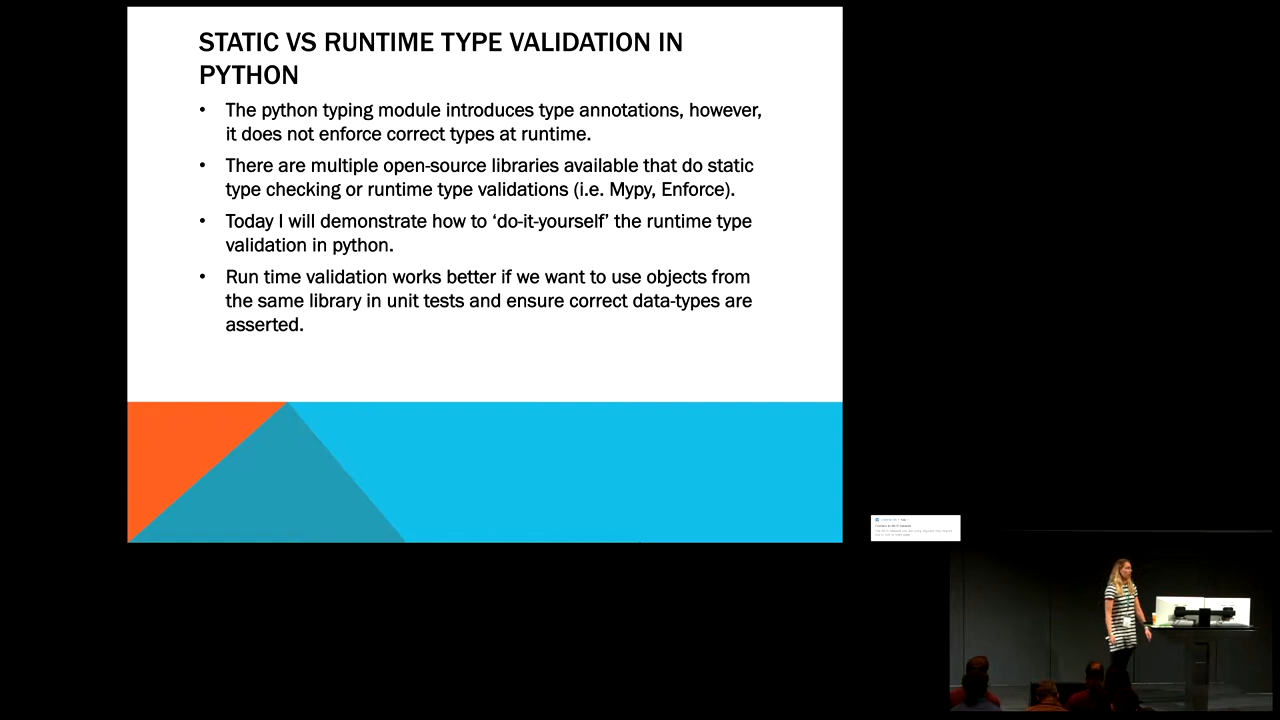 STATIC VS RUNTIME TYPE VALIDATION IN
PYTHON
• The python typing module introduces type annotations, however,
it does not enforce correct types at runtime.
• There are multiple open-source libraries available that do static
type checking or runtime type validations (i.e. Mypy, Enforce).
• Today I will demonstrate how to ‘do-it-yourself’ the runtime type
validation in python.
• Run time validation works better if we want to use objects from
the same library in unit tests and ensure correct data-types are
asserted.